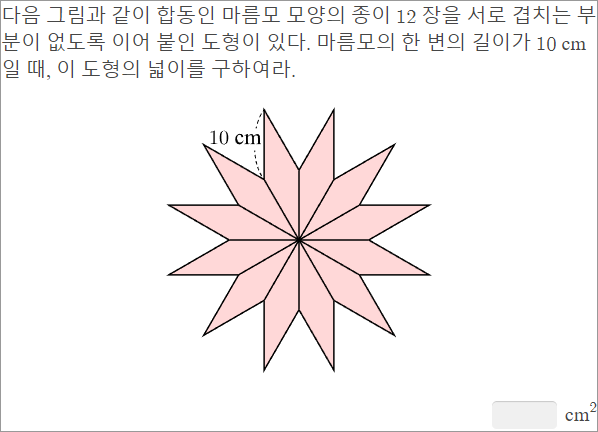 다음 그림과 같이 합동인 마름모 모양의 종이 12 장을 서로 겹치는 부
분이 없도록 이어 붙인 도형이 있다. 마름모의 한 변의 길이가 10 cm
일 때, 이 도형의 넓이를 구하여라.
10 cm
cm²